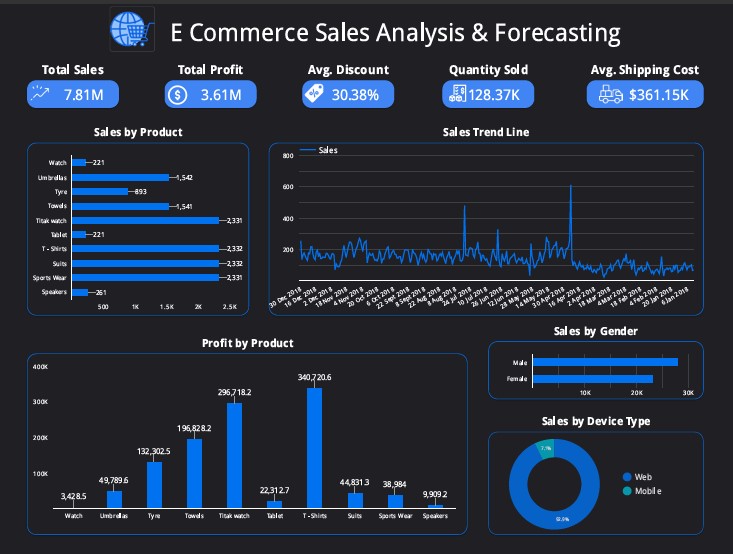 E Commerce Sales Analysis & Forecasting
Total Sales
7.81M
Total Profit
3.61M
Avg. Discount
30.38%
Quantity Sold
128.37K
Avg. Shipping Cost
$361.15K
Sales by Product
Watch 221
Umbrellas 1,542
Tyre 893
Towels 1,541
Titak watch 2,331
Tablet 221
T - Shirts 2,332
Suits 2,332
Sports Wear 2,331
Speakers 261
500 1K 1.5K 2K 2.5K
Sales Trend Line
Sales
800
600
400
200
30 Dec 2018 16 Dec 2018 2 Dec 2018 18 Nov 2018 4 Nov 2018 20 Oct 2018 6 Oct 2018 22 Sept 2018 8 Sept 2018 22 Aug 2018 8 Aug 2018 24 Jul 2018 10 Jul 2018 26 Jun 2018 12 Jun 2018 28 May 2018 14 May 2018 30 Apr 2018 16 Apr 2018 2 Apr 2018 18 Mar 2018 4 Mar 2018 18 Feb 2018 4 Feb 2018 20 Jan 2018 6 Jan 2018
Profit by Product
400K
300K
200K
100K
3,428.5 49,789.6 132,302.5 196,828.2 296,718.2 22,312.7 340,720.6 44,831.3 38,984 9,909.2
Watch Umbrellas Tyre Towels Titak watch Tablet T - Shirts Suits Sports Wear Speakers
Sales by Gender
Male
Female
10K 20K 30K
Sales by Device Type
7.1%
92.9%
Web
Mobile